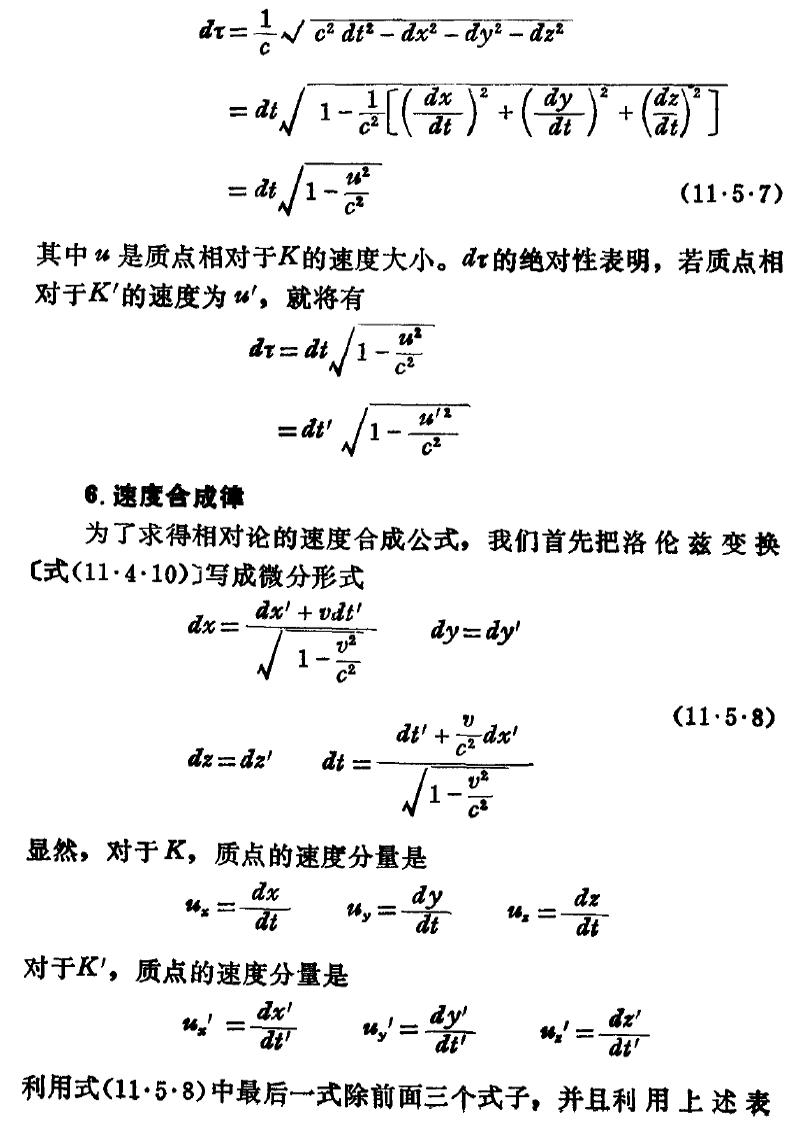 dτ = \frac{1}{c} \sqrt{c^2 dt^2 - dx^2 - dy^2 - dz^2}
= dt \sqrt{1 - \frac{1}{c^2} [ ( \frac{dx}{dt} )^2 + ( \frac{dy}{dt} )^2 + ( \frac{dz}{dt} )^2 ]}
= dt \sqrt{1 - \frac{u^2}{c^2}} (11·5·7)
其中 u 是质点相对于K的速度大小。dτ的绝对性表明，若质点相
对于K′的速度为 u′，就将有
dτ = dt \sqrt{1 - \frac{u^2}{c^2}}
= dt′ \sqrt{1 - \frac{u′^2}{c^2}}
6. 速度合成律
为了求得相对论的速度合成公式，我们首先把洛伦兹变换
〔式(11·4·10)〕写成微分形式
dx = \frac{dx′ + vdt′}{\sqrt{1 - \frac{v^2}{c^2}}} dy = dy′
(11·5·8)
dz = dz′ dt = \frac{dt′ + \frac{v}{c^2} dx′}{\sqrt{1 - \frac{v^2}{c^2}}}
显然，对于 K，质点的速度分量是
u_x = \frac{dx}{dt} u_y = \frac{dy}{dt} u_z = \frac{dz}{dt}
对于K′，质点的速度分量是
u_x′ = \frac{dx′}{dt′} u_y′ = \frac{dy′}{dt′} u_z′ = \frac{dz′}{dt′}
利用式(11·5·8)中最后一式除前面三个式子，并且利用上述表